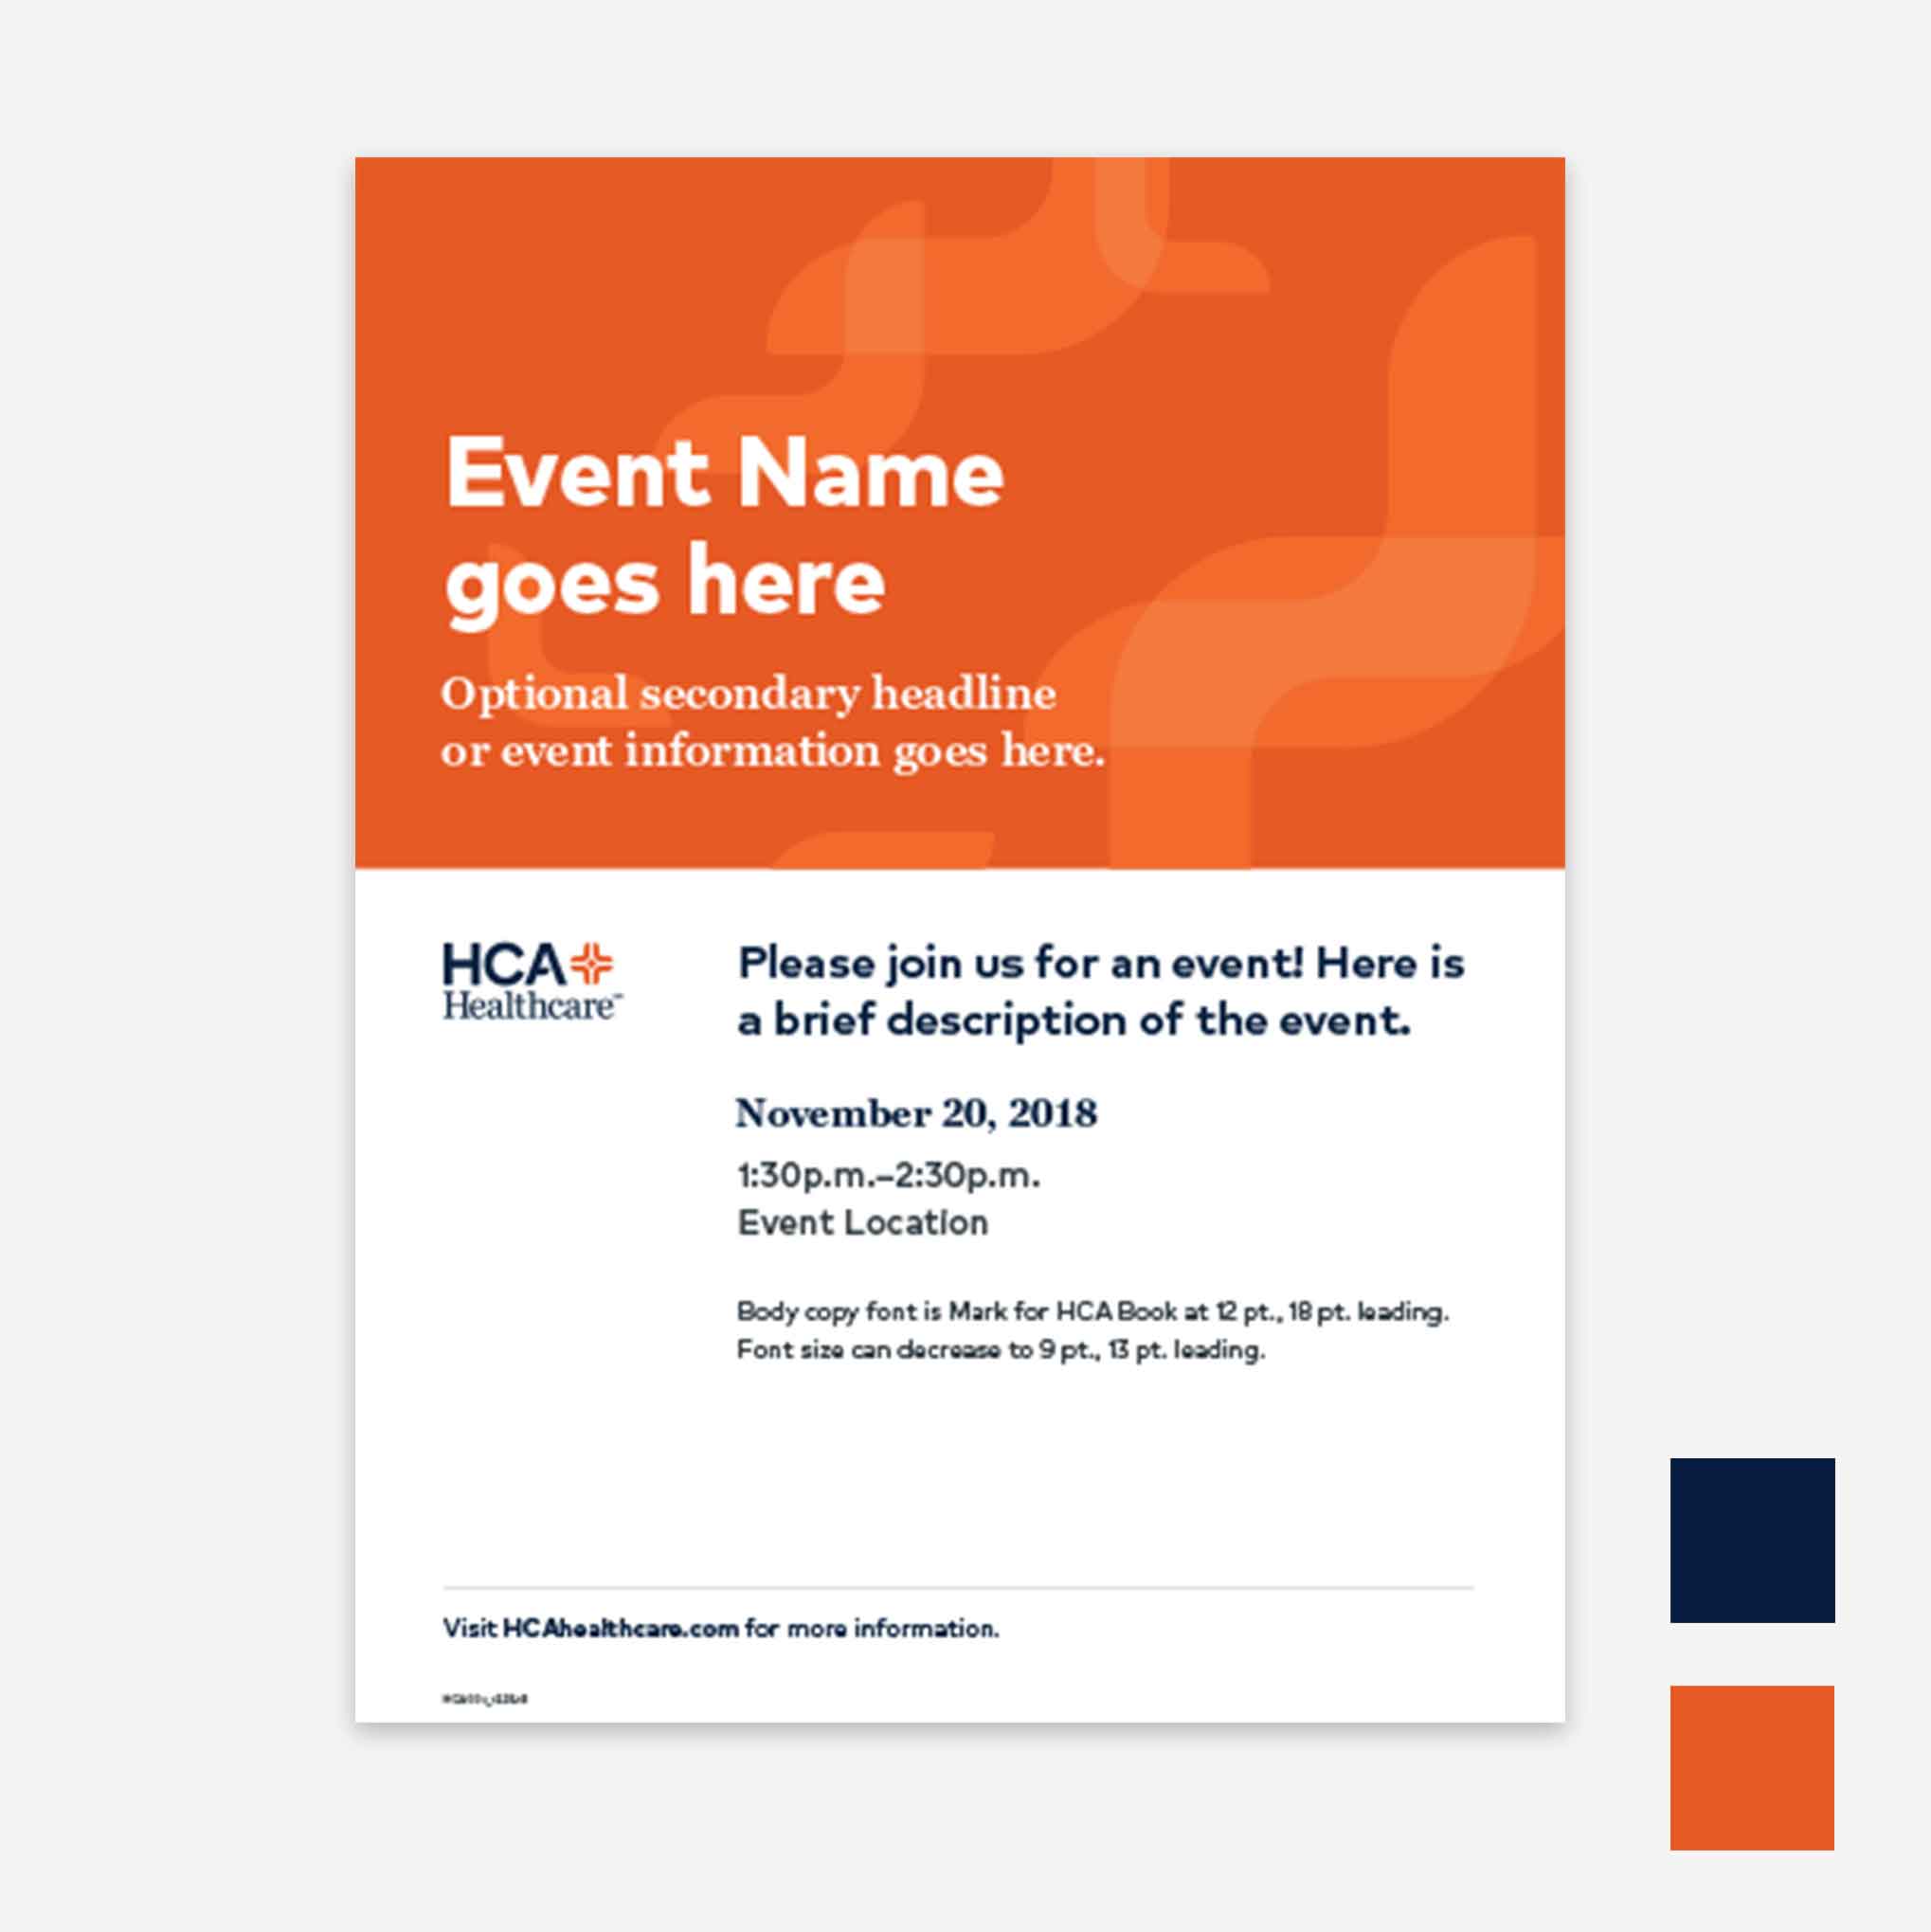 Event Name
goes here
Optional secondary headline
or event information goes here.
HCA
Healthcare™
Please join us for an event! Here is
a brief description of the event.
November 20, 2018
1:30p.m.–2:30p.m.
Event Location
Body copy font is Mark for HCA Book at 12 pt., 18 pt. leading.
Font size can decrease to 9 pt., 13 pt. leading.
Visit HCAhealthcare.com for more information.